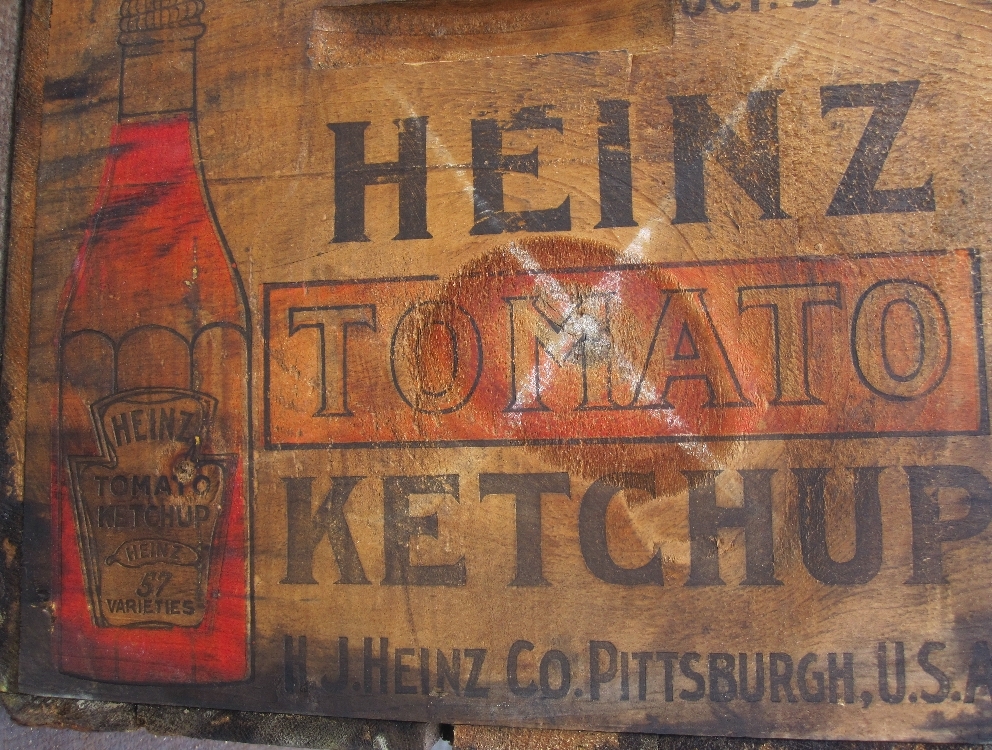 HEINZ
TOMATO
KETCHUP
H.J. HEINZ CO. PITTSBURGH, U.S.A
HEINZ
TOMATO
KETCHUP
HEINZ
57
VARIETIES